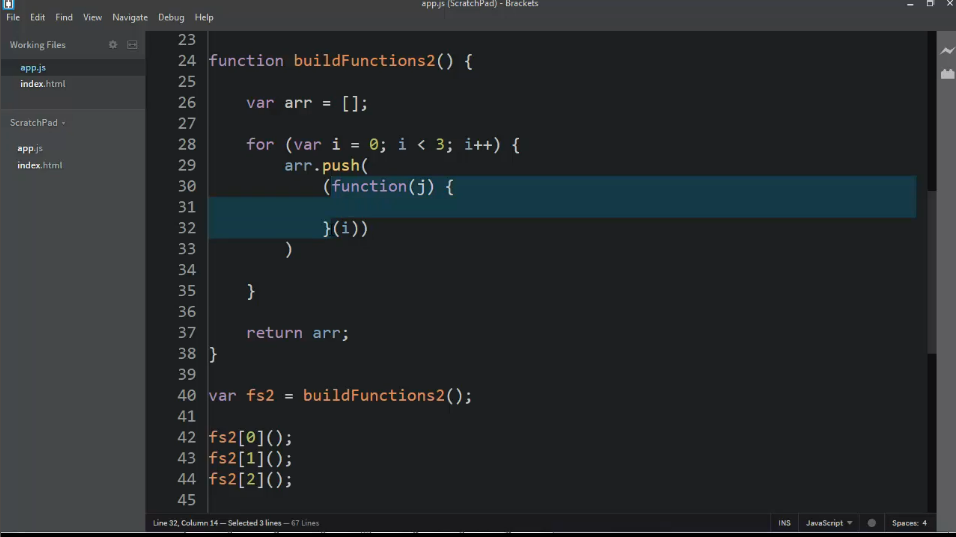 app.js (ScratchPad) - Brackets
File Edit Find View Navigate Debug Help
Working Files
app.js
index.html
ScratchPad
app.js
index.html
23
24 function buildFunctions2() {
25
26 var arr = [];
27
28 for (var i = 0; i < 3; i++) {
29 arr.push(
30 (function(j) {
31
32 }(i))
33 )
34
35 }
36
37 return arr;
38 }
39
40 var fs2 = buildFunctions2();
41
42 fs2[0]();
43 fs2[1]();
44 fs2[2]();
45
Line 32, Column 14 — Selected 3 lines — 67 Lines
INS JavaScript Spaces: 4